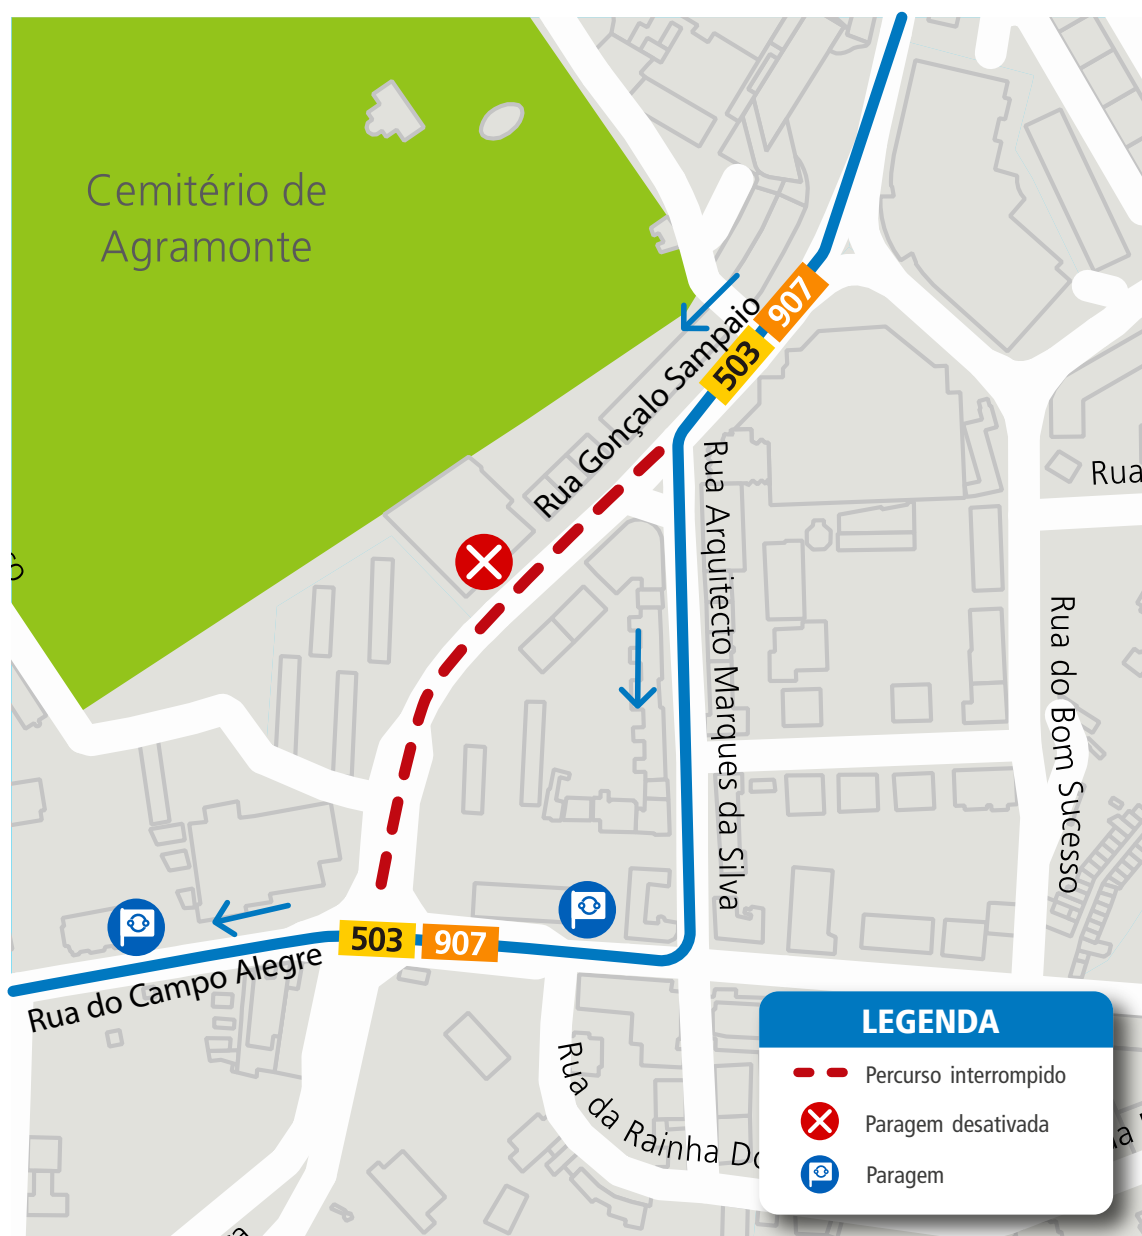 Cemitério de
Agramonte
907
503
Rua Gonçalo Sampaio
Rua Arquitecto Marques da Silva
Rua
Rua do Bom Sucesso
503
907
Rua do Campo Alegre
Rua da Rainha
LEGENDA
Percurso interrompido
Paragem desativada
Paragem